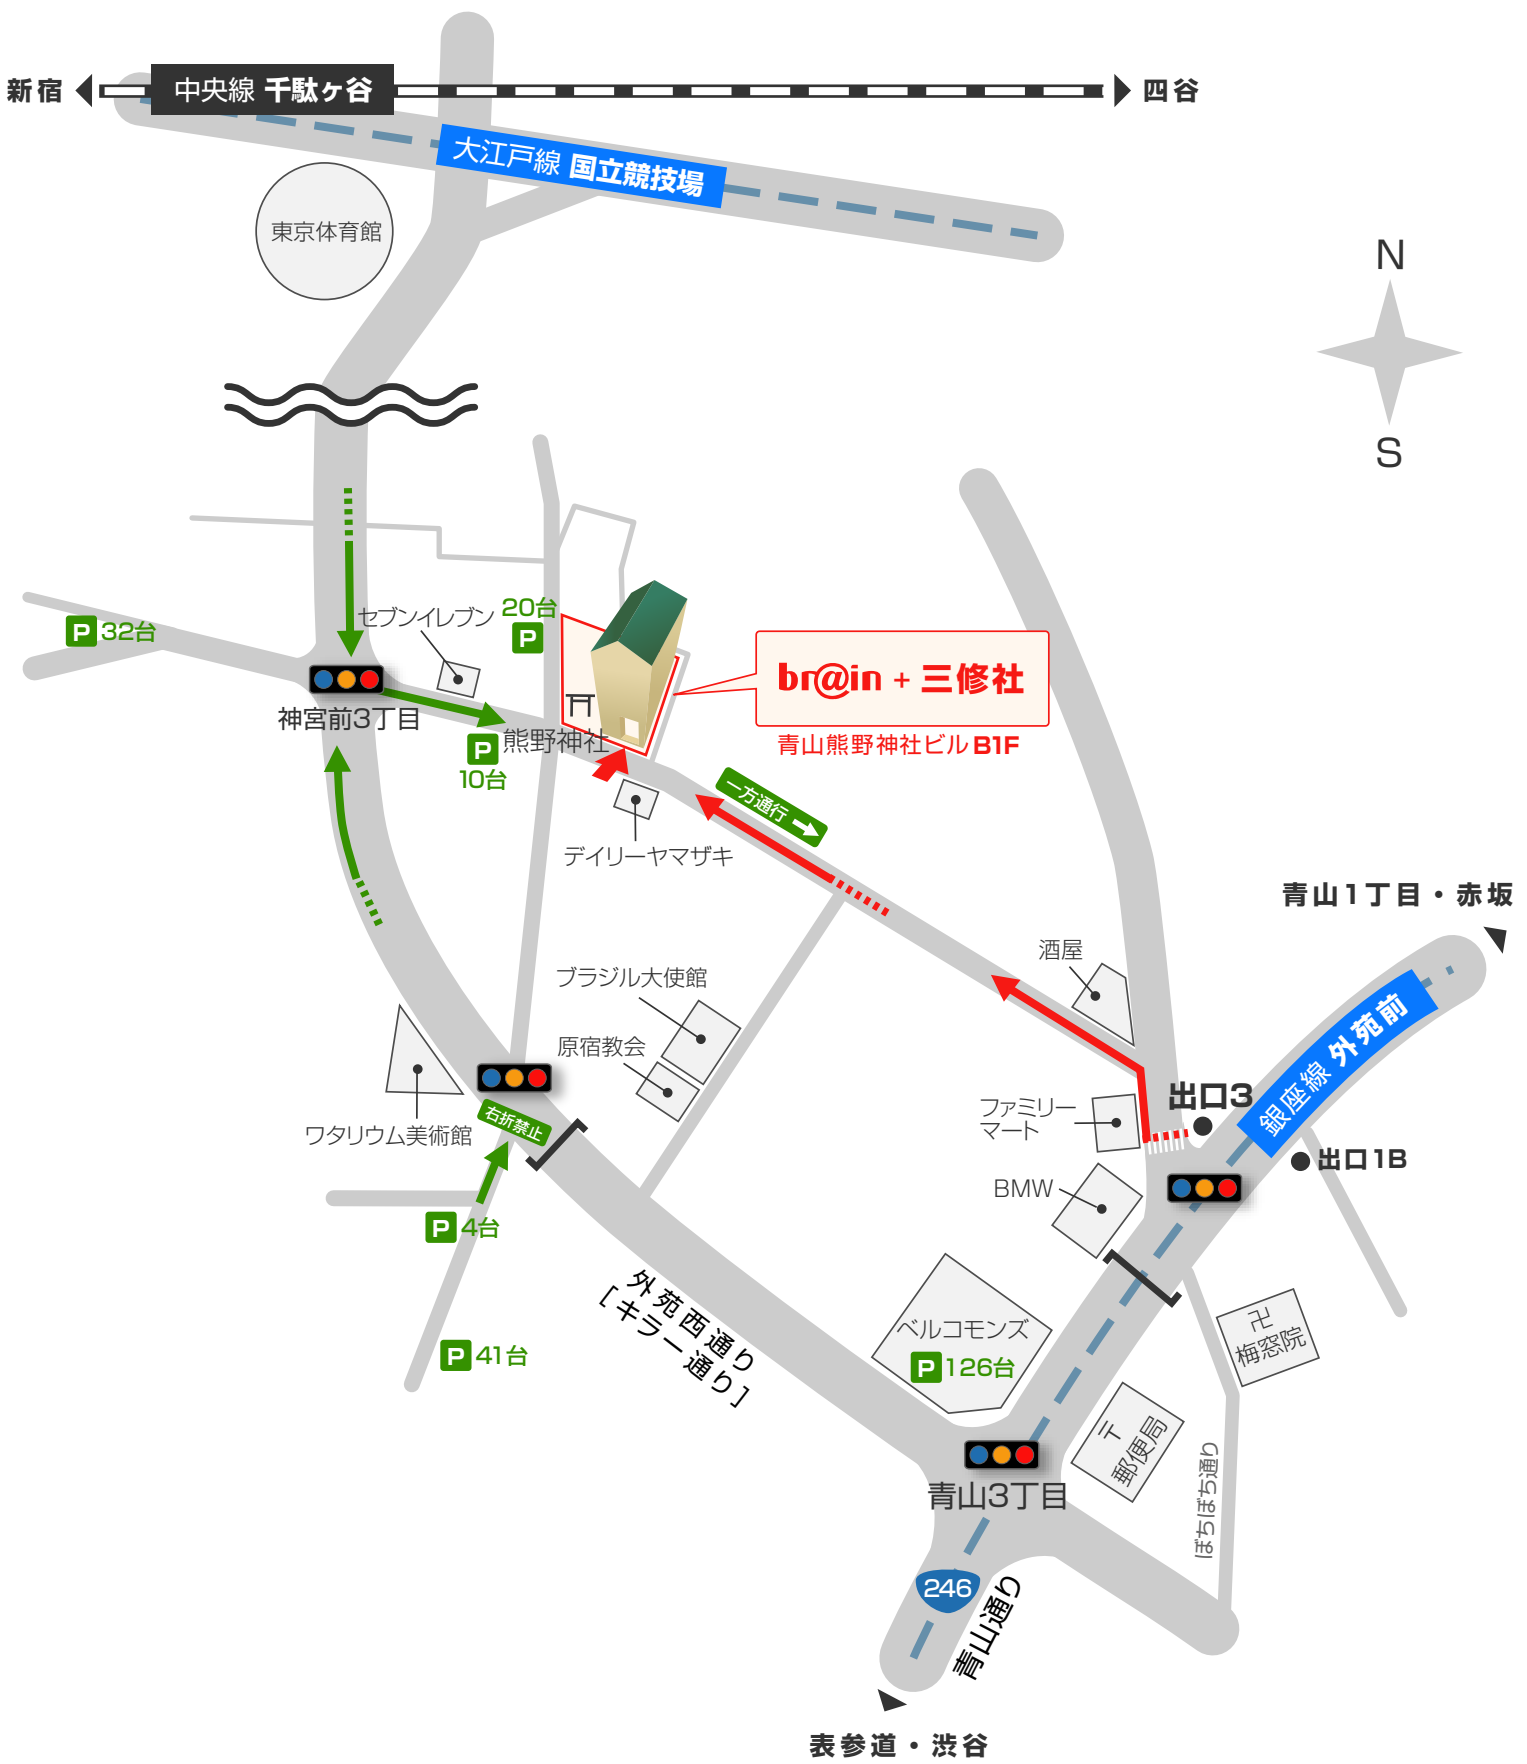 新宿
中央線 千駄ヶ谷
四谷
大江戸線 国立競技場
東京体育館
N
S
セブンイレブン
20台
P
P 32台
神宮前3丁目
熊野神社
P
10台
br@in + 三修社
青山熊野神社ビル B1F
一方通行
デイリーヤマザキ
青山1丁目・赤坂
酒屋
ブラジル大使館
原宿教会
銀座線 外苑前
出口3
ファミリー
マート
右折禁止
ワタリウム美術館
出口1B
BMW
P 4台
外苑西通り
[キラー通り]
卍
梅窓院
ベルコモンズ
P 126台
P 41台
〒
郵便局
ぽちぽち通り
青山3丁目
246
青山通り
表参道・渋谷